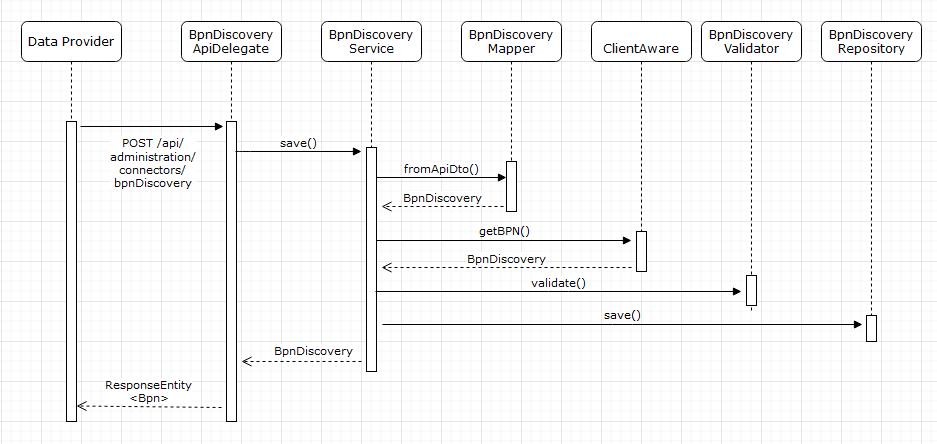 Data Provider
BpnDiscovery
ApiDelegate
BpnDiscovery
Service
BpnDiscovery
Mapper
ClientAware
BpnDiscovery
Validator
BpnDiscovery
Repository
POST /api/
administration/
connectors/
bpnDiscovery
save()
fromApiDto()
BpnDiscovery
getBPN()
BpnDiscovery
validate()
save()
BpnDiscovery
ResponseEntity
<Bpn>